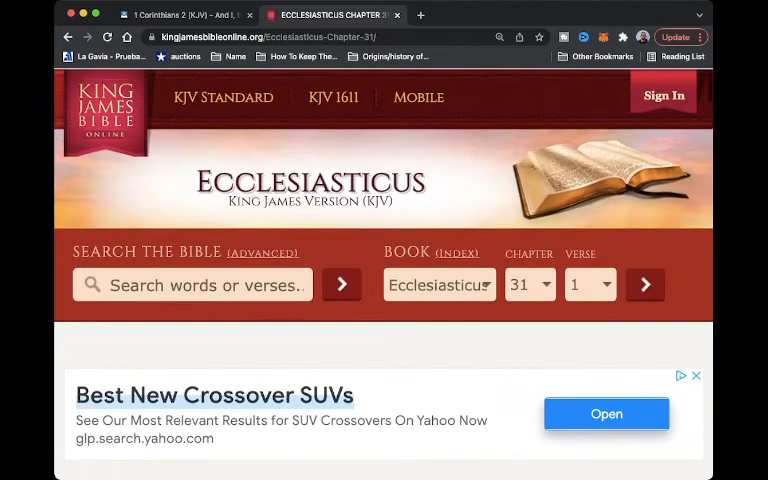 1 Corinthians 2 (KJV) - And I, b
ECCLESIASTICUS CHAPTER 31
kingjamesbibleonline.org/Ecclesiasticus-Chapter-31/
Update
La Gavia - Prueba...
auctions
Name
How To Keep The...
Origins/history of...
Other Bookmarks
Reading List
KING
JAMES
BIBLE
ONLINE
KJV STANDARD
KJV 1611
MOBILE
Sign In
ECCLESIASTICUS
KING JAMES VERSION (KJV)
SEARCH THE BIBLE (ADVANCED)
BOOK (INDEX)
CHAPTER
VERSE
Search words or verses.
Ecclesiasticus
31
1
Best New Crossover SUVs
See Our Most Relevant Results for SUV Crossovers On Yahoo Now
glp.search.yahoo.com
Open